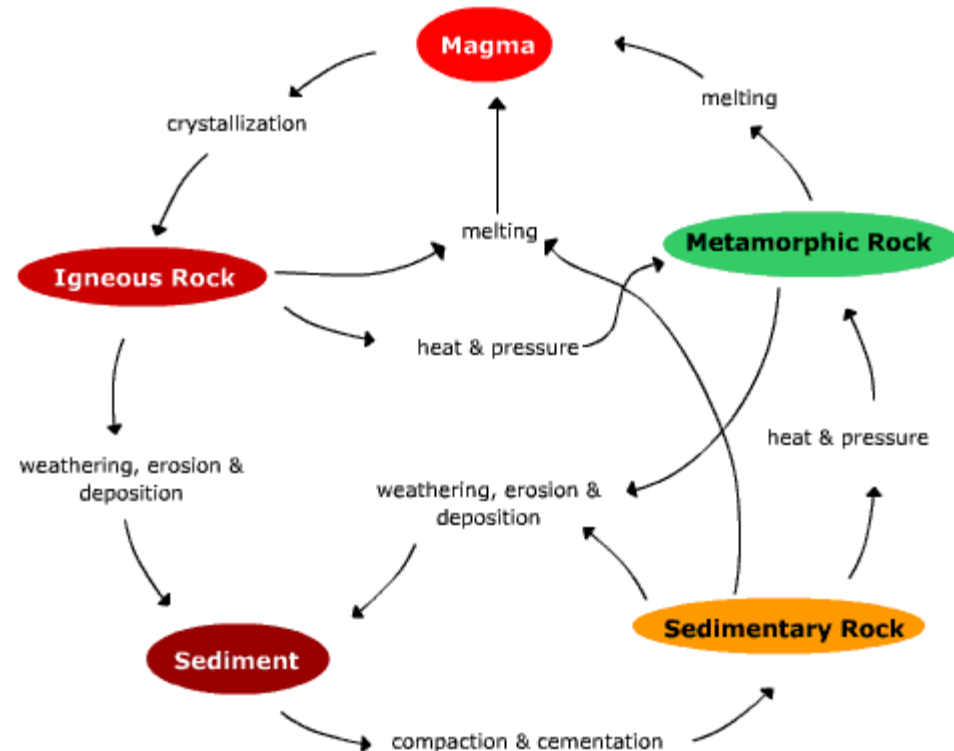 Magma
melting
crystallization
melting
Metamorphic Rock
Igneous Rock
heat & pressure
heat & pressure
weathering, erosion &
deposition
weathering, erosion &
deposition
Sedimentary Rock
Sediment
compaction & cementation